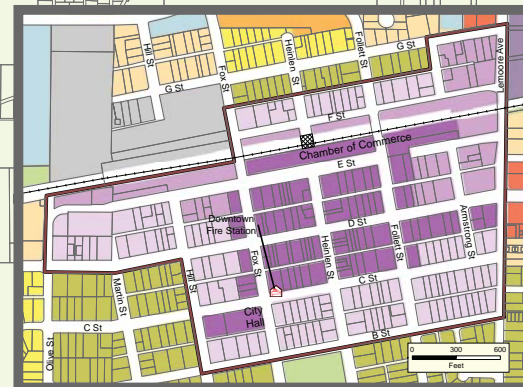 Hill St
Heinlen St
Follett St
G St
Lemoore Ave
Fox St
G St
F St
Chamber of Commerce
E St
Downtown
Fire Station
D St
Armstrong St
Fox St
Heinlen St
Follett St
Hill St
Martin St
C St
City
Hall
C St
B St
Olive St
0 300 600
Feet